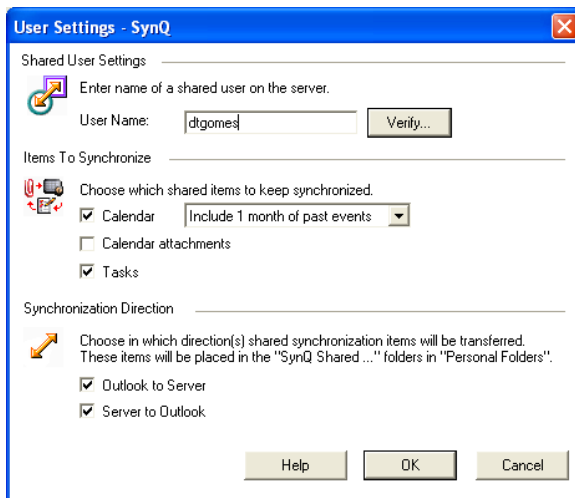 User Settings - SynQ
Shared User Settings
Enter name of a shared user on the server.
User Name: dtgomes Verify...
Items To Synchronize
Choose which shared items to keep synchronized.
Calendar Include 1 month of past events
Calendar attachments
Tasks
Synchronization Direction
Choose in which direction(s) shared synchronization items will be transferred.
These items will be placed in the "SynQ Shared ..." folders in "Personal Folders".
Outlook to Server
Server to Outlook
Help OK Cancel